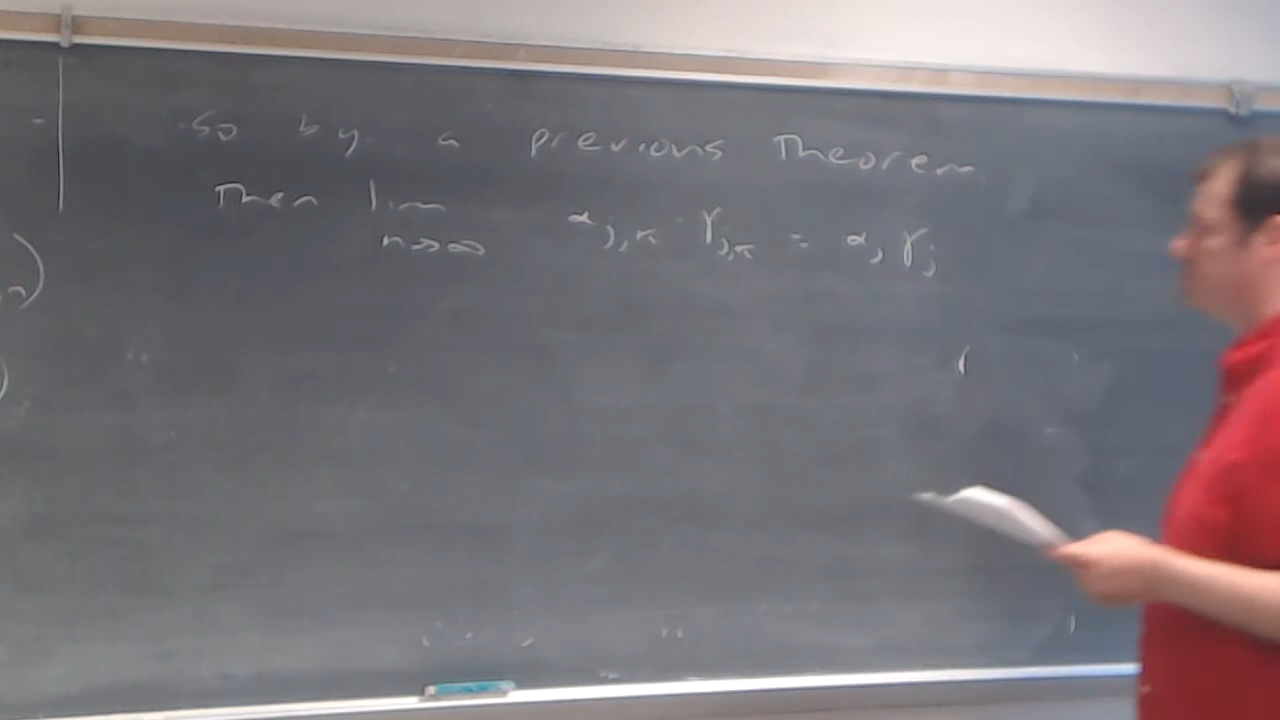 So by a previous Theorem
Then lim α_{j,k} γ_{j,k} = α_j γ_j
n→∞
,n)
)